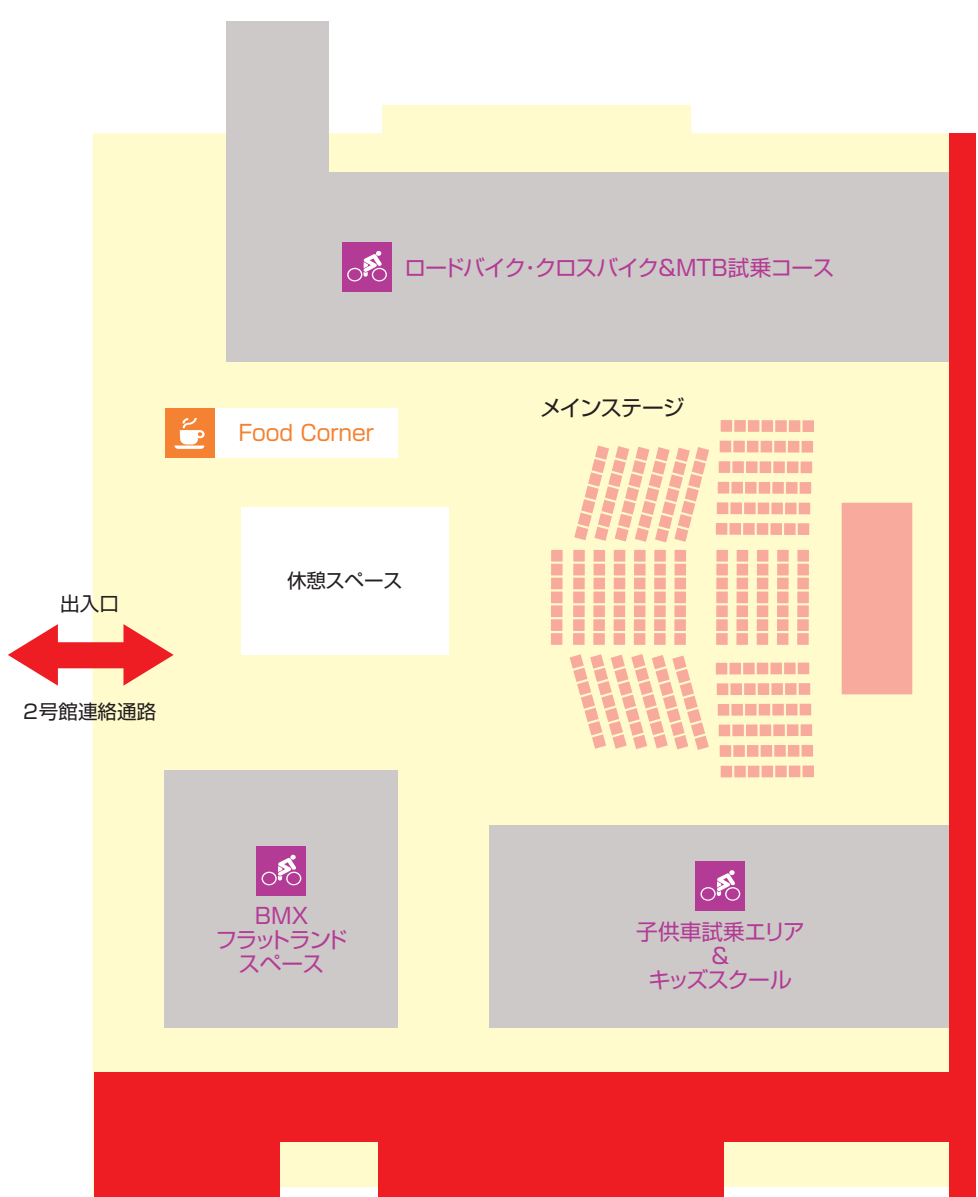 ロードバイク・クロスバイク&MTB試乗コース
Food Corner
メインステージ
休憩スペース
出入口
2号館連絡通路
BMX
フラットランド
スペース
子供車試乗エリア
&
キッズスクール